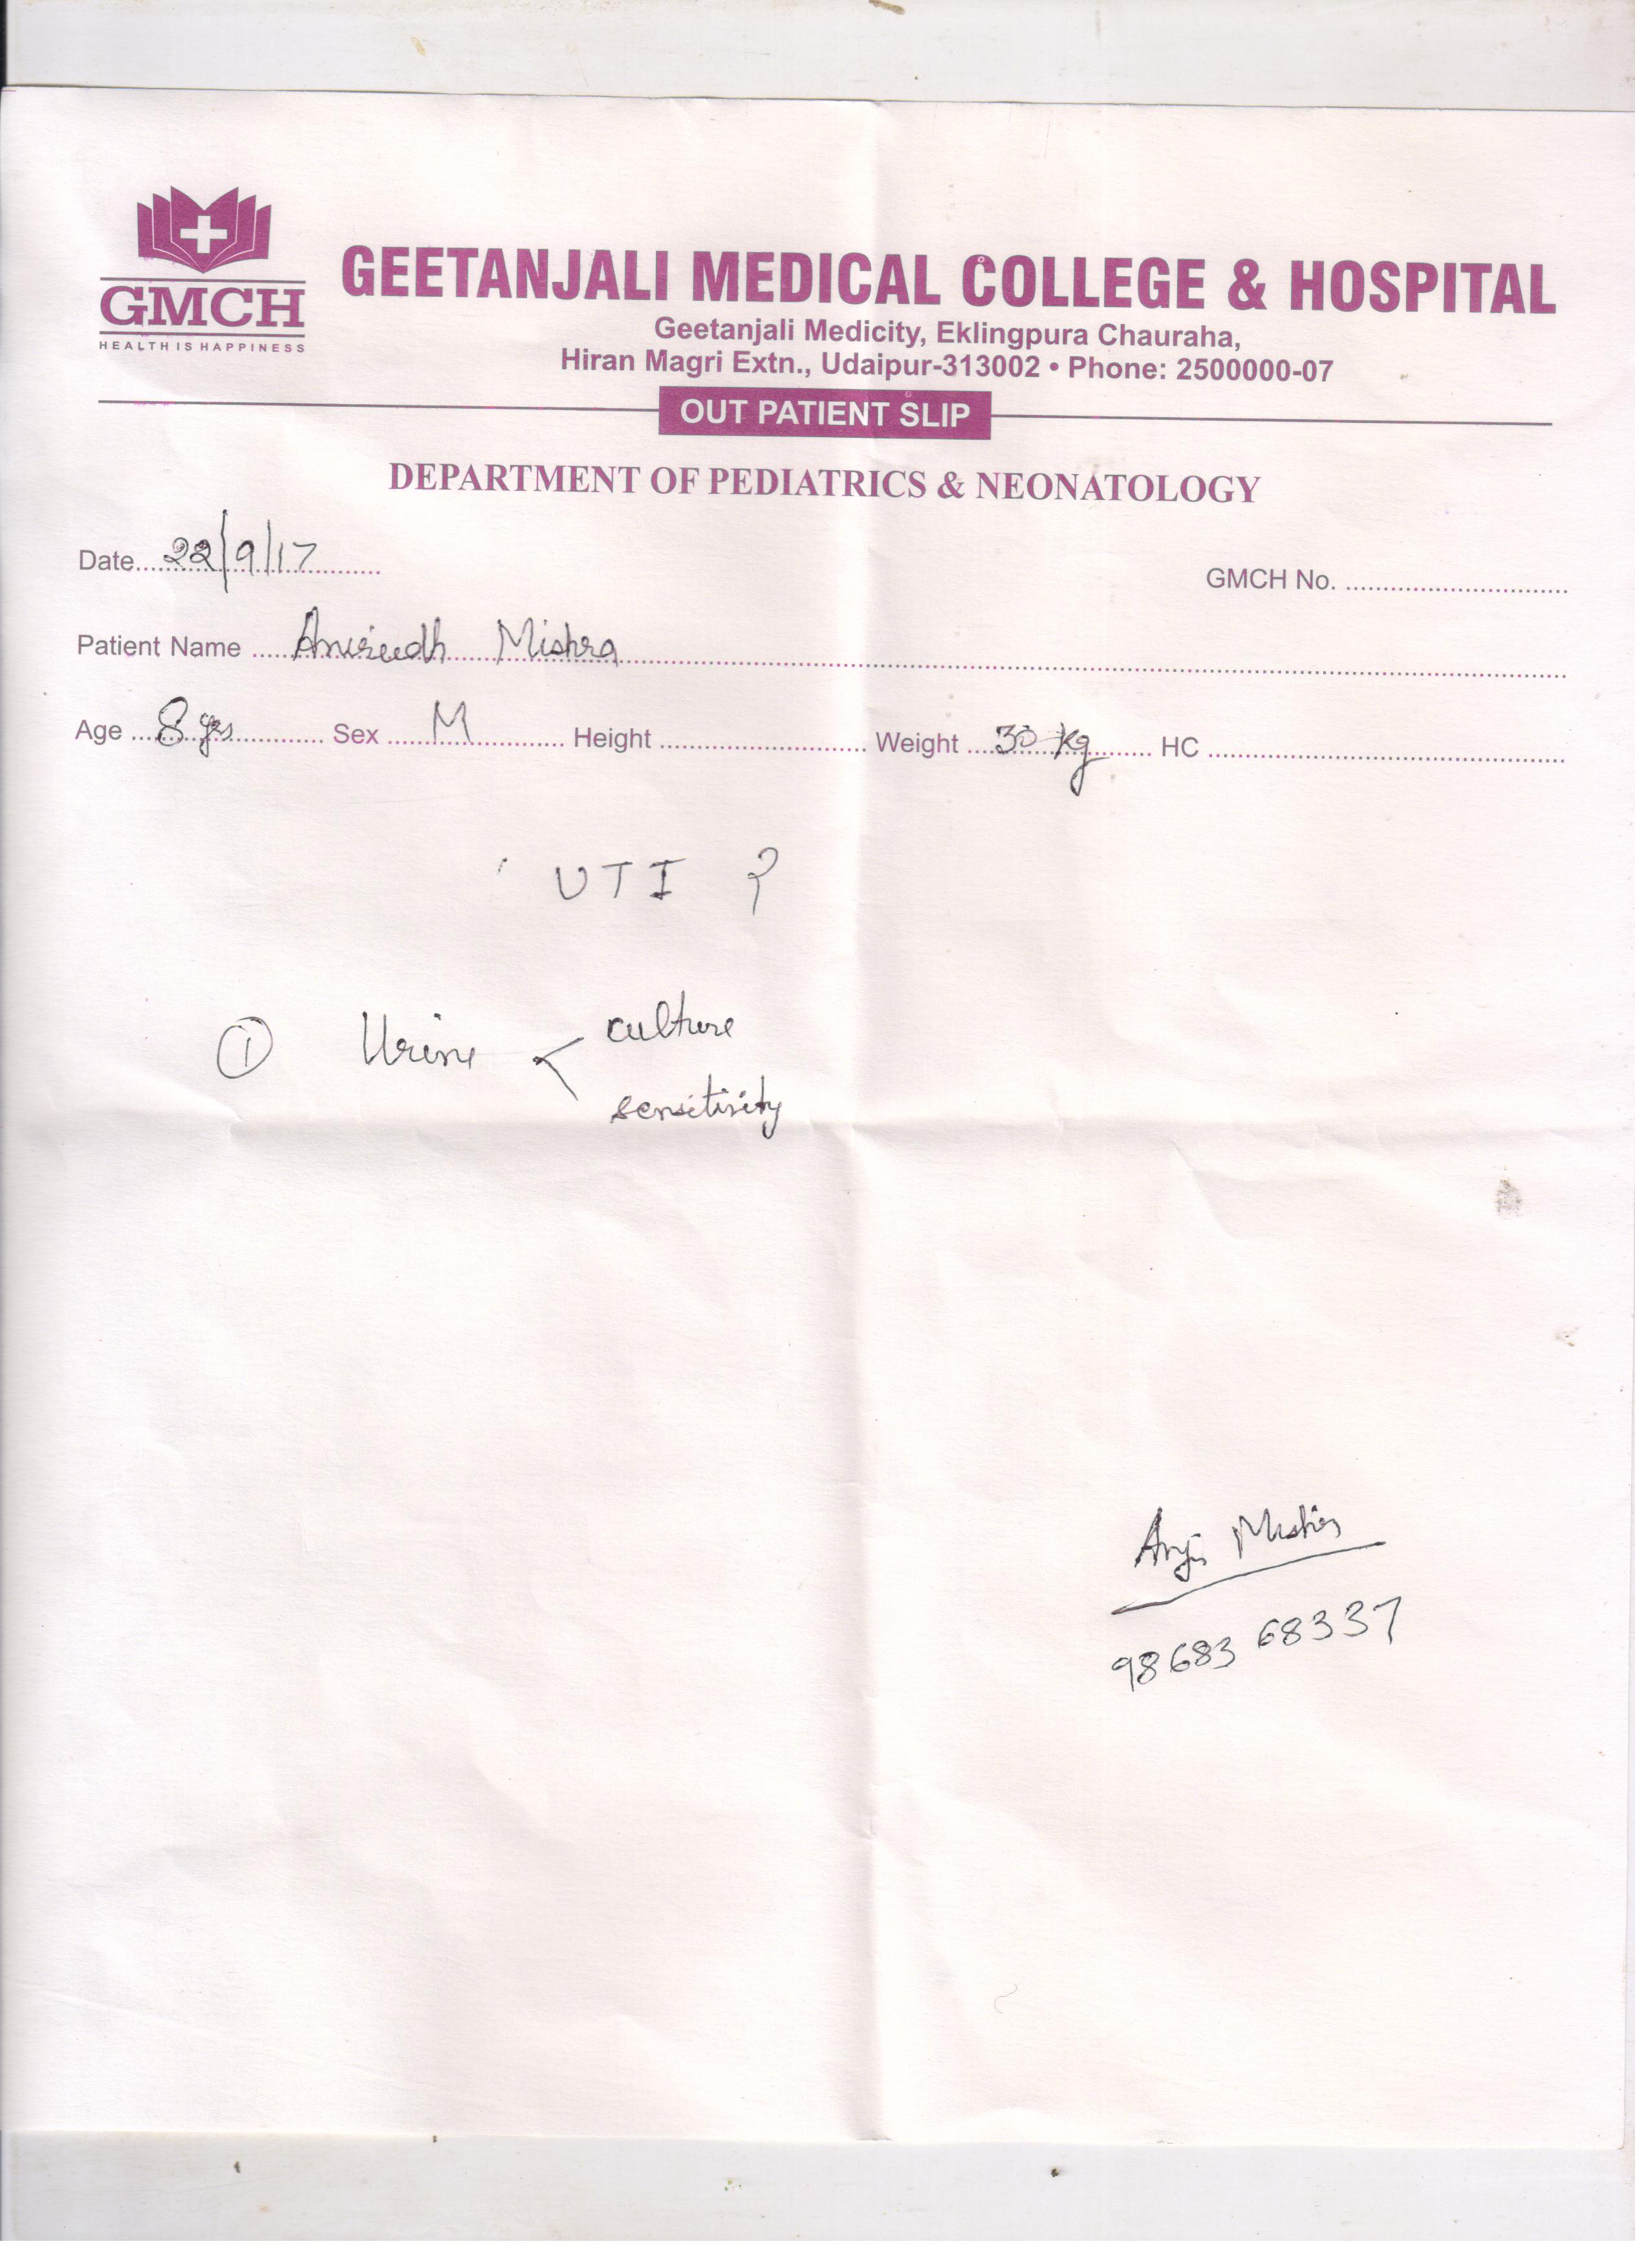 GMCH
HEALTH IS HAPPINESS
GEETANJALI MEDICAL COLLEGE & HOSPITAL
Geetanjali Medicity, Eklingpura Chauraha,
Hiran Magri Extn., Udaipur-313002 • Phone: 2500000-07
OUT PATIENT SLIP
DEPARTMENT OF PEDIATRICS & NEONATOLOGY
Date 22/9/17 GMCH No.
Patient Name Anirudh Mishra
Age 8 yrs Sex M Height Weight 30 kg HC
UTI ?
① Urine < culture
sensitivity
Mishra
98683 68337